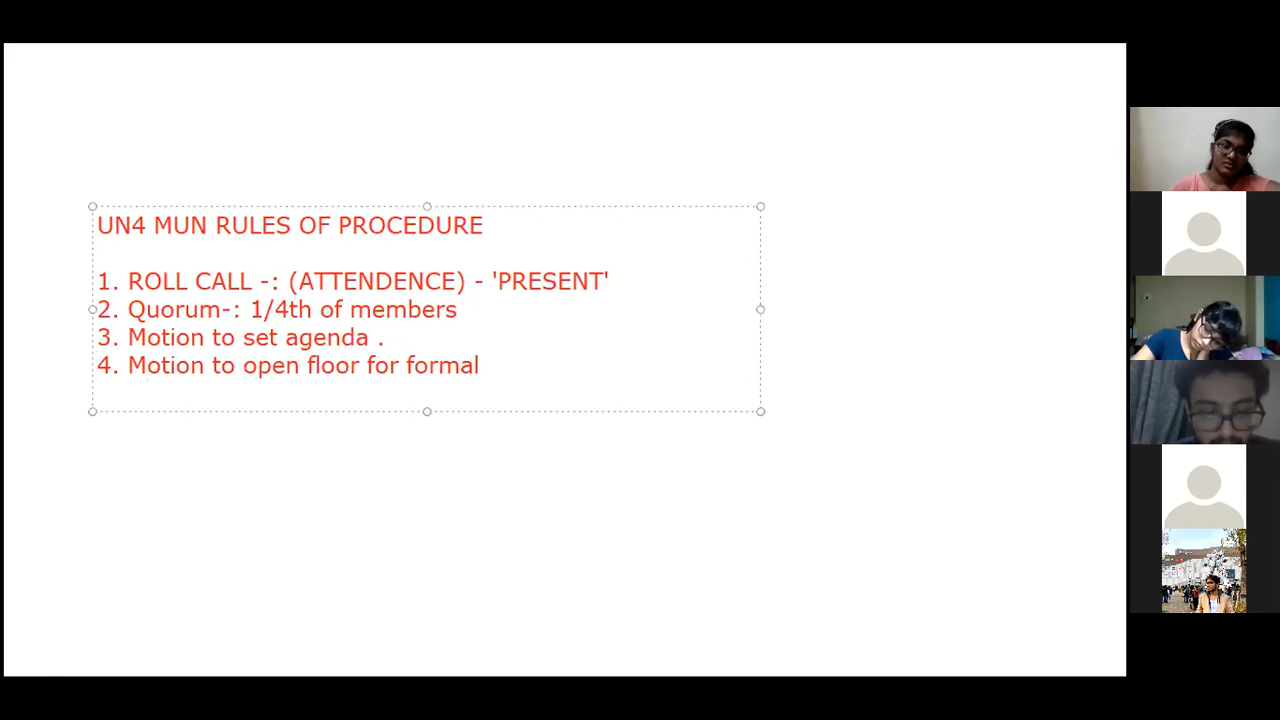 UN4 MUN RULES OF PROCEDURE
1. ROLL CALL -: (ATTENDENCE) - 'PRESENT'
2. Quorum-: 1/4th of members
3. Motion to set agenda .
4. Motion to open floor for formal